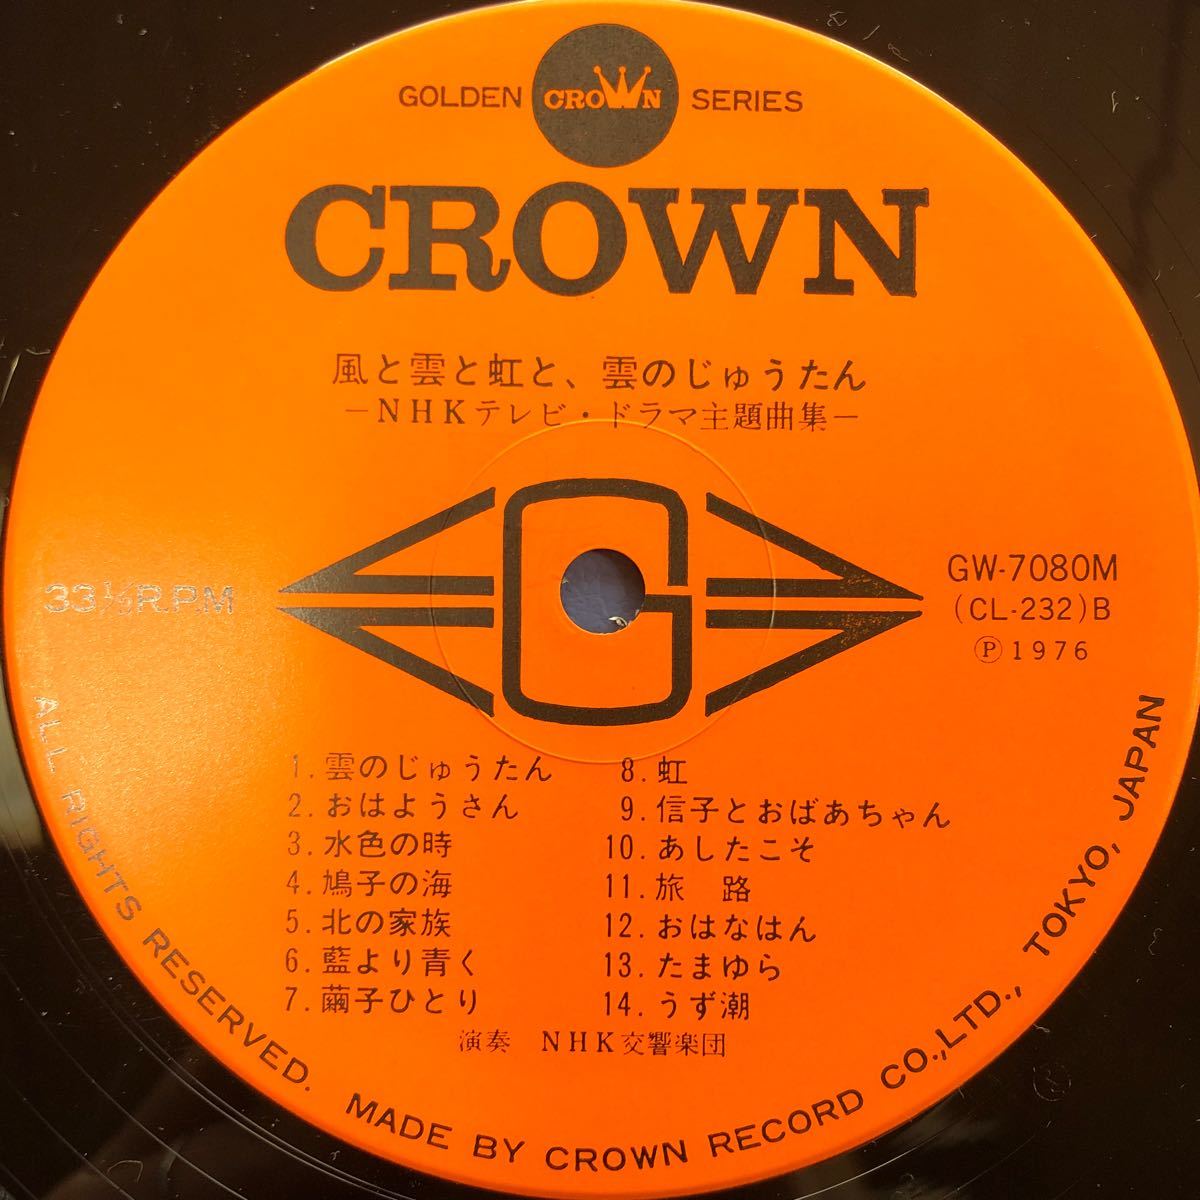 GOLDEN CROWN SERIES
CROWN
風と雲と虹と、雲のじゅうたん
－NHKテレビ・ドラマ主題曲集－
G
33⅓R.P.M
GW-7080M
(CL-232)B
Ⓟ1976
1. 雲のじゅうたん
2. おはようさん
3. 水色の時
4. 鳩子の海
5. 北の家族
6. 藍より青く
7. 繭子ひとり
8. 虹
9. 信子とおばあちゃん
10. あしたこそ
11. 旅　路
12. おはなはん
13. たまゆら
14. うず潮
演奏　NHK交響楽団
ALL RIGHTS RESERVED. MADE BY CROWN RECORD CO.,LTD., TOKYO, JAPAN